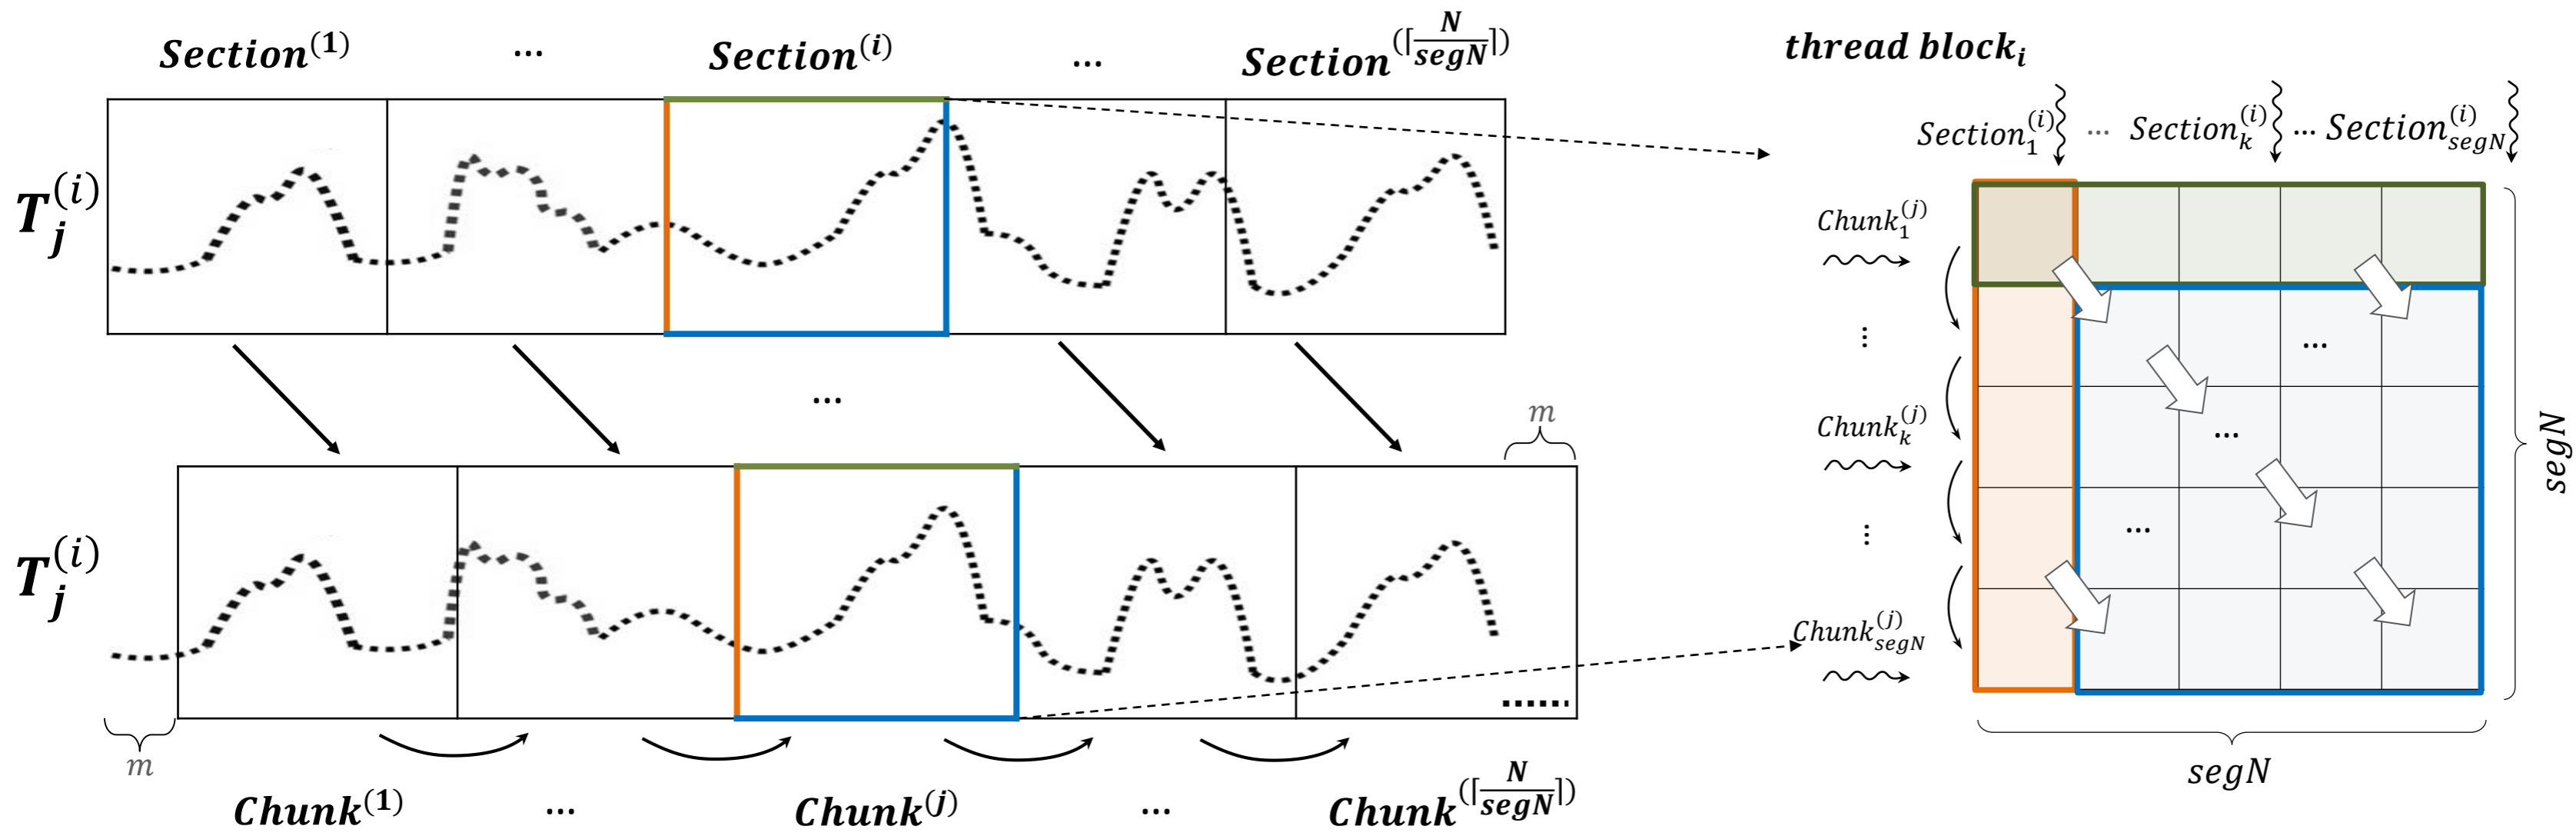 Section^(1) ... Section^(i) ... Section^(⌈N/segN⌉)
T_j^(i)
...
T_j^(i)
m
......
m
Chunk^(1) ... Chunk^(j) ... Chunk^(⌈N/segN⌉)
thread block_i
Section_1^(i) ... Section_k^(i) ... Section_segN^(i)
Chunk_1^(j)
⋮
...
Chunk_k^(j)
...
⋮
...
Chunk_segN^(j)
segN
segN